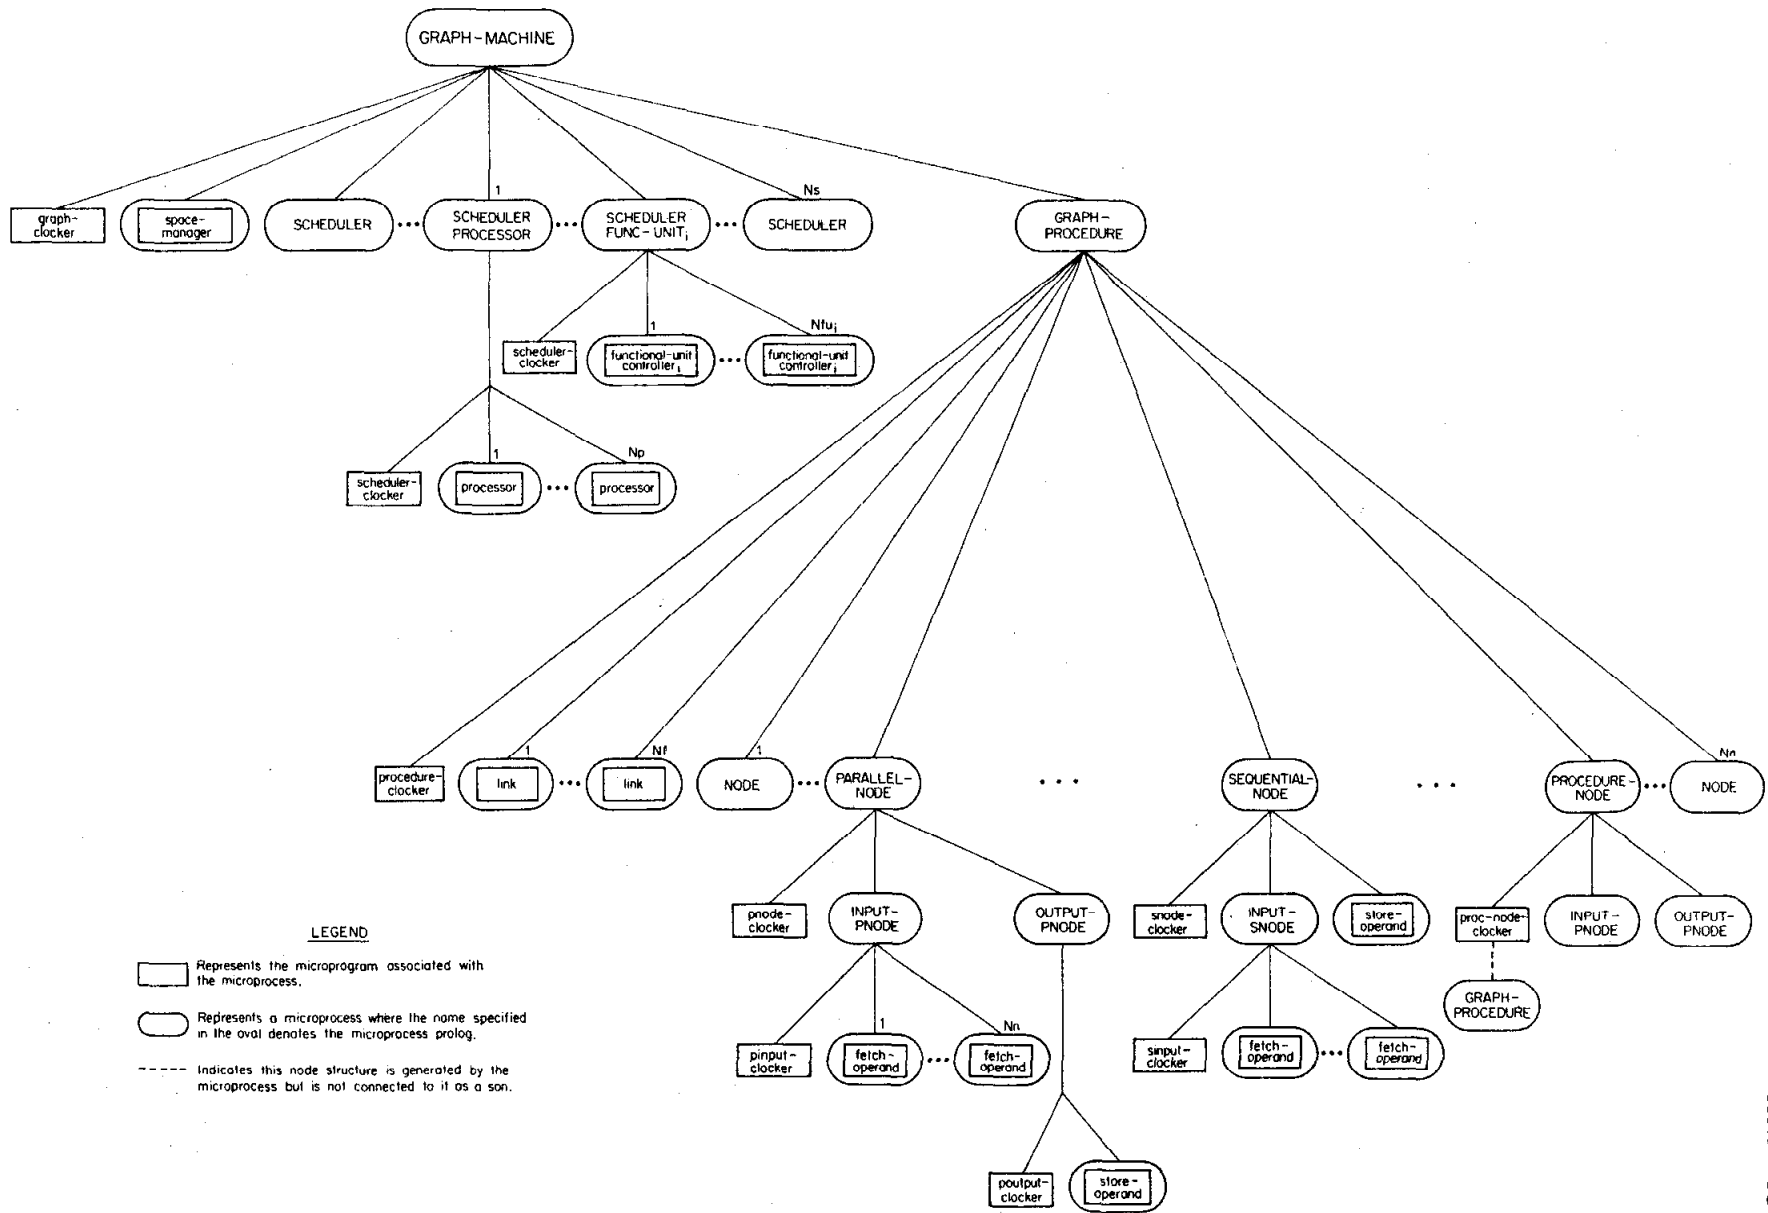 GRAPH-MACHINE
1
Ns
graph-
clocker
space-
manager
SCHEDULER
•••
SCHEDULER
PROCESSOR
•••
SCHEDULER
FUNC-UNITi
•••
SCHEDULER
GRAPH-
PROCEDURE
1
Nfui
scheduler-
clocker
functional-unit
controlleri
•••
functional-unit
controlleri
1
Np
scheduler-
clocker
processor
•••
processor
1
Nℓ
1
Nn
procedure-
clocker
link
•••
link
NODE
•••
PARALLEL-
NODE
• • •
SEQUENTIAL-
NODE
• • •
PROCEDURE-
NODE
•••
NODE
pnode-
clocker
INPUT-
PNODE
OUTPUT-
PNODE
snode-
clocker
INPUT-
SNODE
store-
operand
proc-node-
clocker
INPUT-
PNODE
OUTPUT-
PNODE
GRAPH-
PROCEDURE
1
Nn
pinput-
clocker
fetch-
operand
•••
fetch-
operand
sinput-
clocker
fetch-
operand
•••
fetch-
operand
poutput-
clocker
store-
operand
LEGEND
Represents the microprogram associated with
the microprocess.
Represents a microprocess where the name specified
in the oval denotes the microprocess prolog.
Indicates this node structure is generated by the
microprocess but is not connected to it as a son.